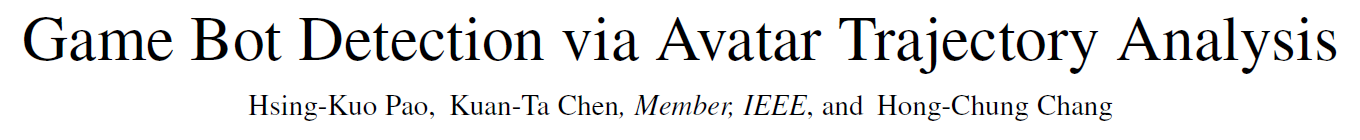 Game Bot Detection via Avatar Trajectory Analysis
Hsing-Kuo Pao, Kuan-Ta Chen, Member, IEEE, and Hong-Chung Chang